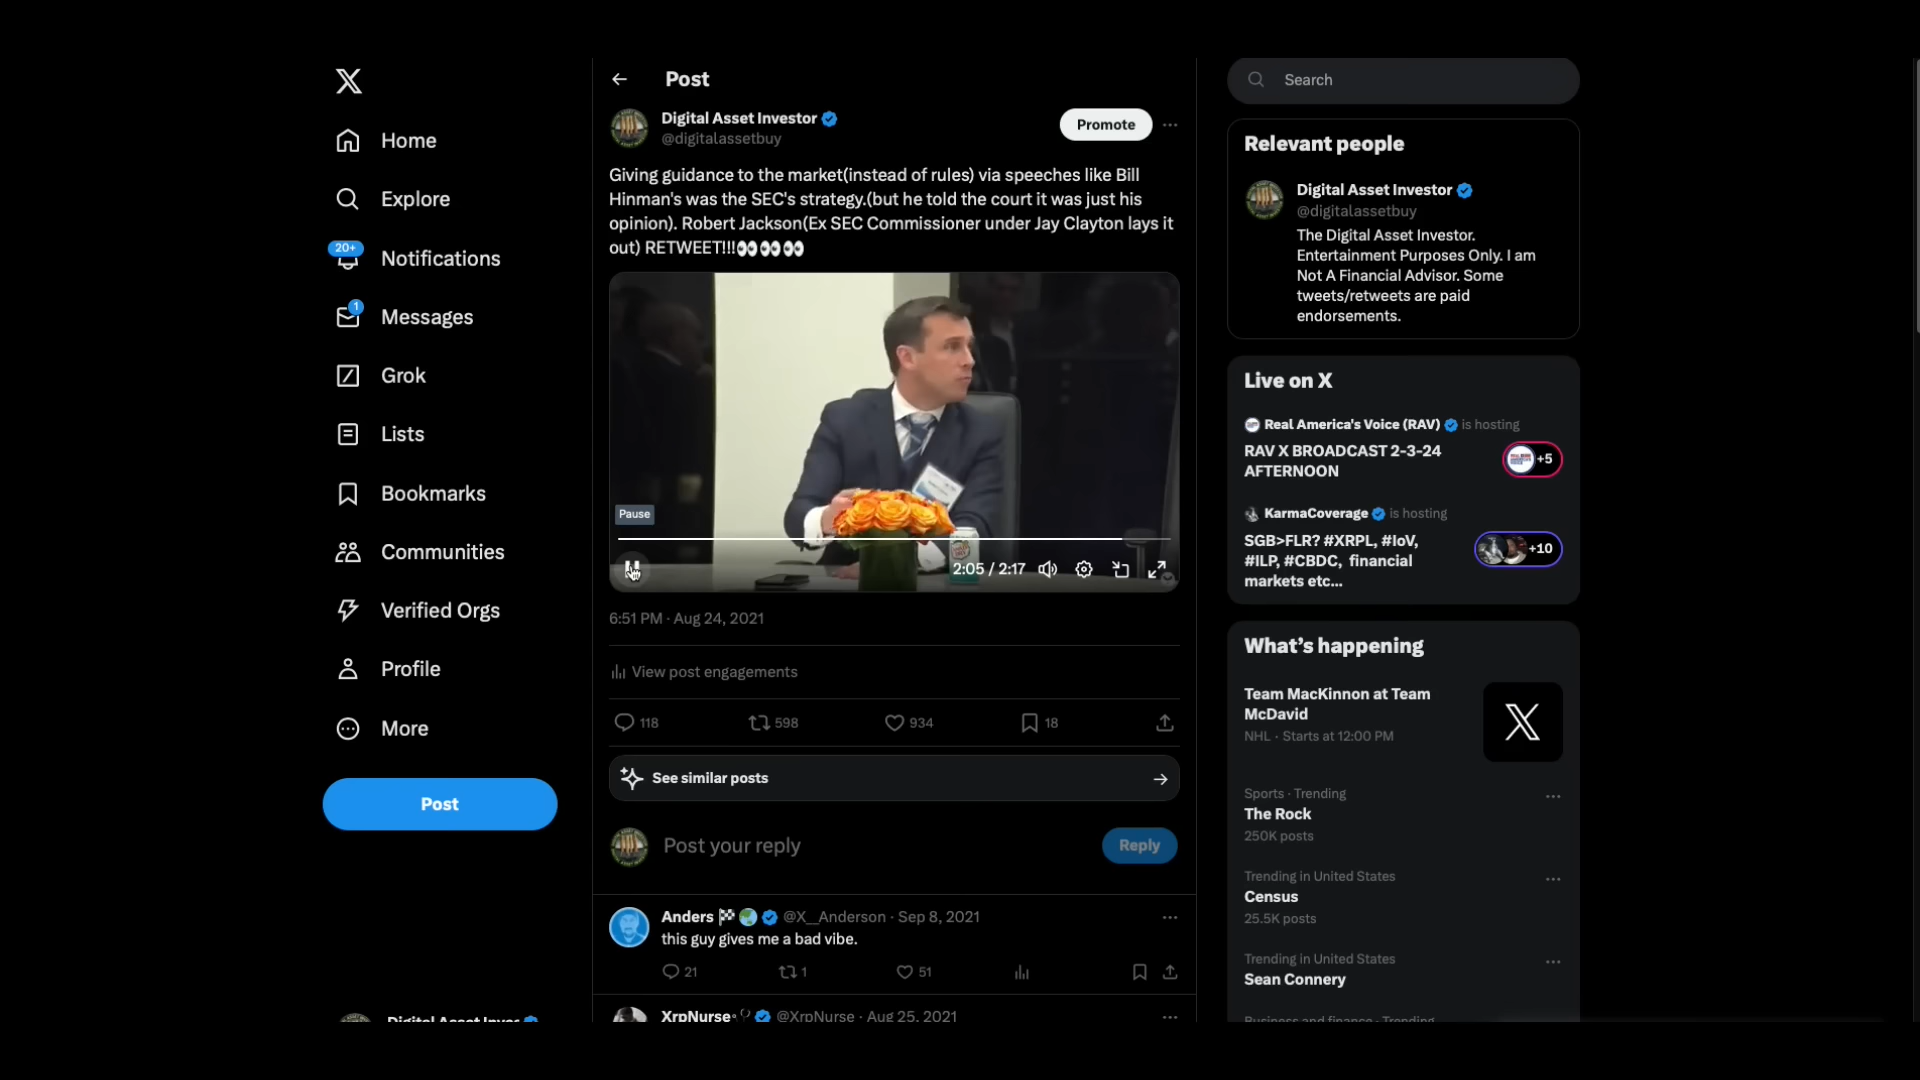 Home
Explore
20+
Notifications
1
Messages
Grok
Lists
Bookmarks
Communities
Verified Orgs
Profile
More
Post
Post
Digital Asset Investor
@digitalassetbuy
Promote
Giving guidance to the market(instead of rules) via speeches like Bill
Hinman's was the SEC's strategy.(but he told the court it was just his
opinion). Robert Jackson(Ex SEC Commissioner under Jay Clayton lays it
out) RETWEET!!!👀👀👀
Pause
2:05 / 2:17
6:51 PM · Aug 24, 2021
View post engagements
118 598 934 18
See similar posts
Post your reply
Reply
Anders 🏁🌏 @X__Anderson · Sep 8, 2021
this guy gives me a bad vibe.
21 1 51
XrpNurse @XrpNurse · Aug 25, 2021
Search
Relevant people
Digital Asset Investor
@digitalassetbuy
The Digital Asset Investor.
Entertainment Purposes Only. I am
Not A Financial Advisor. Some
tweets/retweets are paid
endorsements.
Live on X
Real America's Voice (RAV) is hosting
RAV X BROADCAST 2-3-24
AFTERNOON
+5
KarmaCoverage is hosting
SGB>FLR? #XRPL, #IoV,
#ILP, #CBDC, financial
markets etc...
+10
What's happening
Team MacKinnon at Team
McDavid
NHL · Starts at 12:00 PM
Sports · Trending
The Rock
250K posts
Trending in United States
Census
25.5K posts
Trending in United States
Sean Connery
Business and finance · Trending